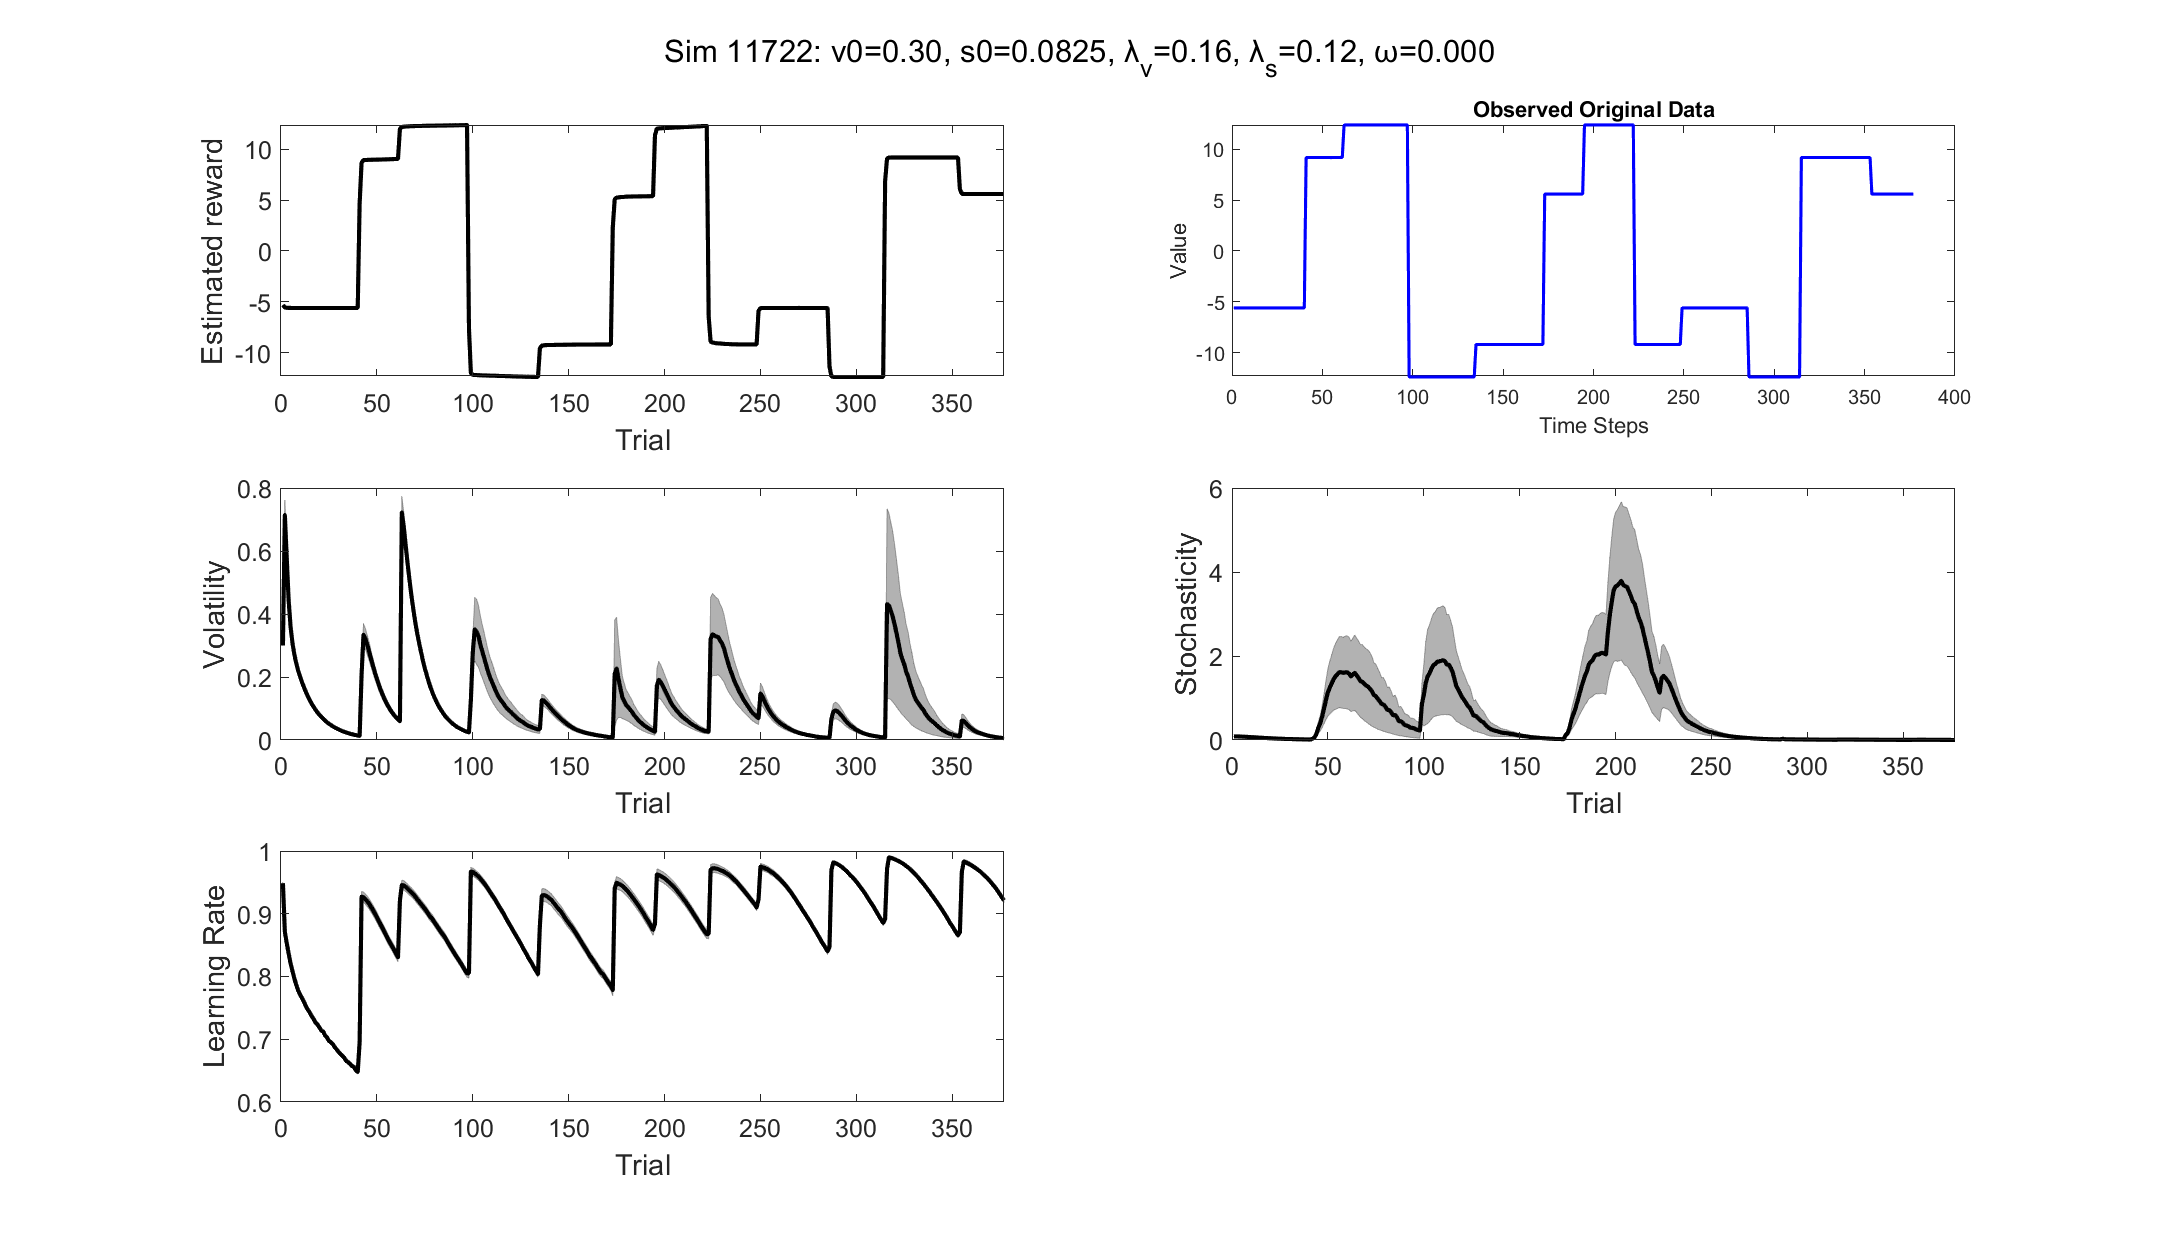 Sim 11722: v0=0.30, s0=0.0825, λv=0.16, λs=0.12, ω=0.000
Estimated reward
10
5
0
-5
-10
0 50 100 150 200 250 300 350
Trial
Observed Original Data
Value
10
5
0
-5
-10
0 50 100 150 200 250 300 350 400
Time Steps
Volatility
0.8
0.6
0.4
0.2
0
0 50 100 150 200 250 300 350
Trial
Stochasticity
6
4
2
0
0 50 100 150 200 250 300 350
Trial
Learning Rate
1
0.9
0.8
0.7
0.6
0 50 100 150 200 250 300 350
Trial